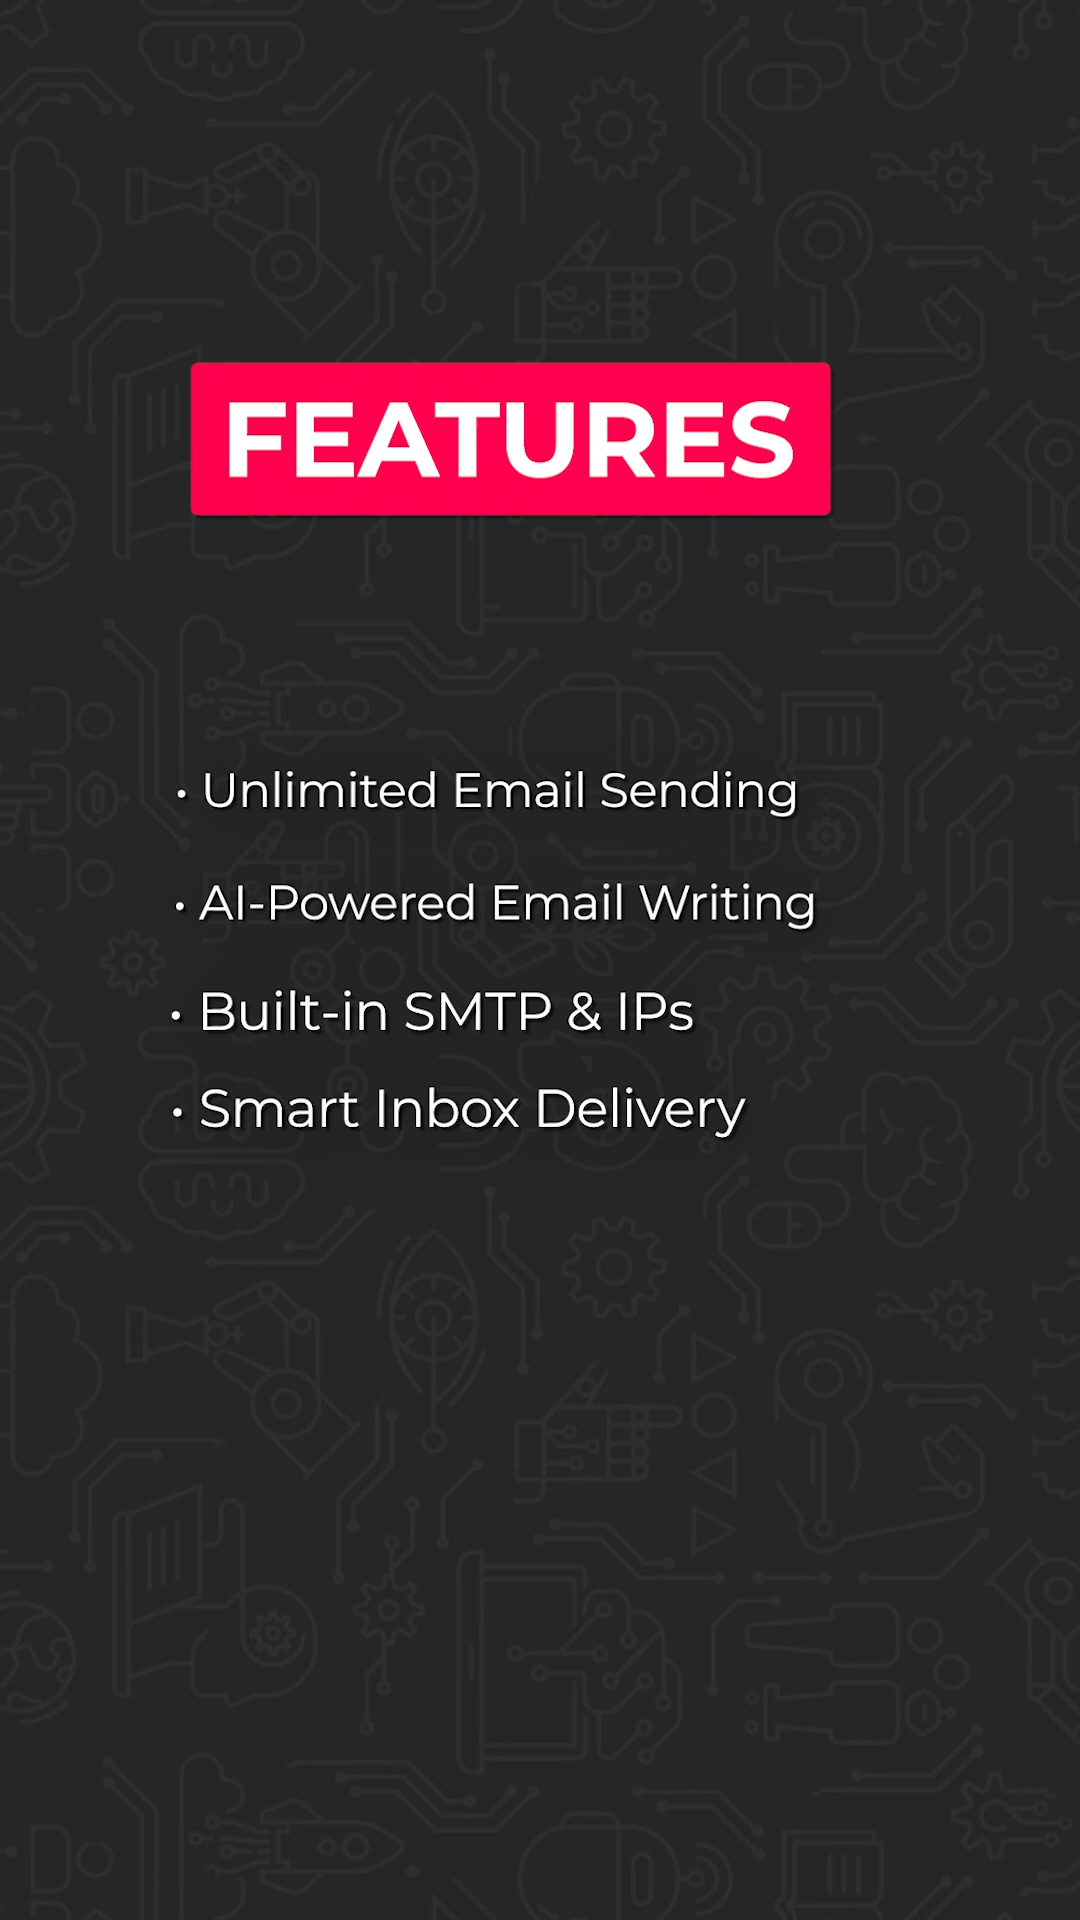 FEATURES
• Unlimited Email Sending
• AI-Powered Email Writing
• Built-in SMTP & IPs
• Smart Inbox Delivery